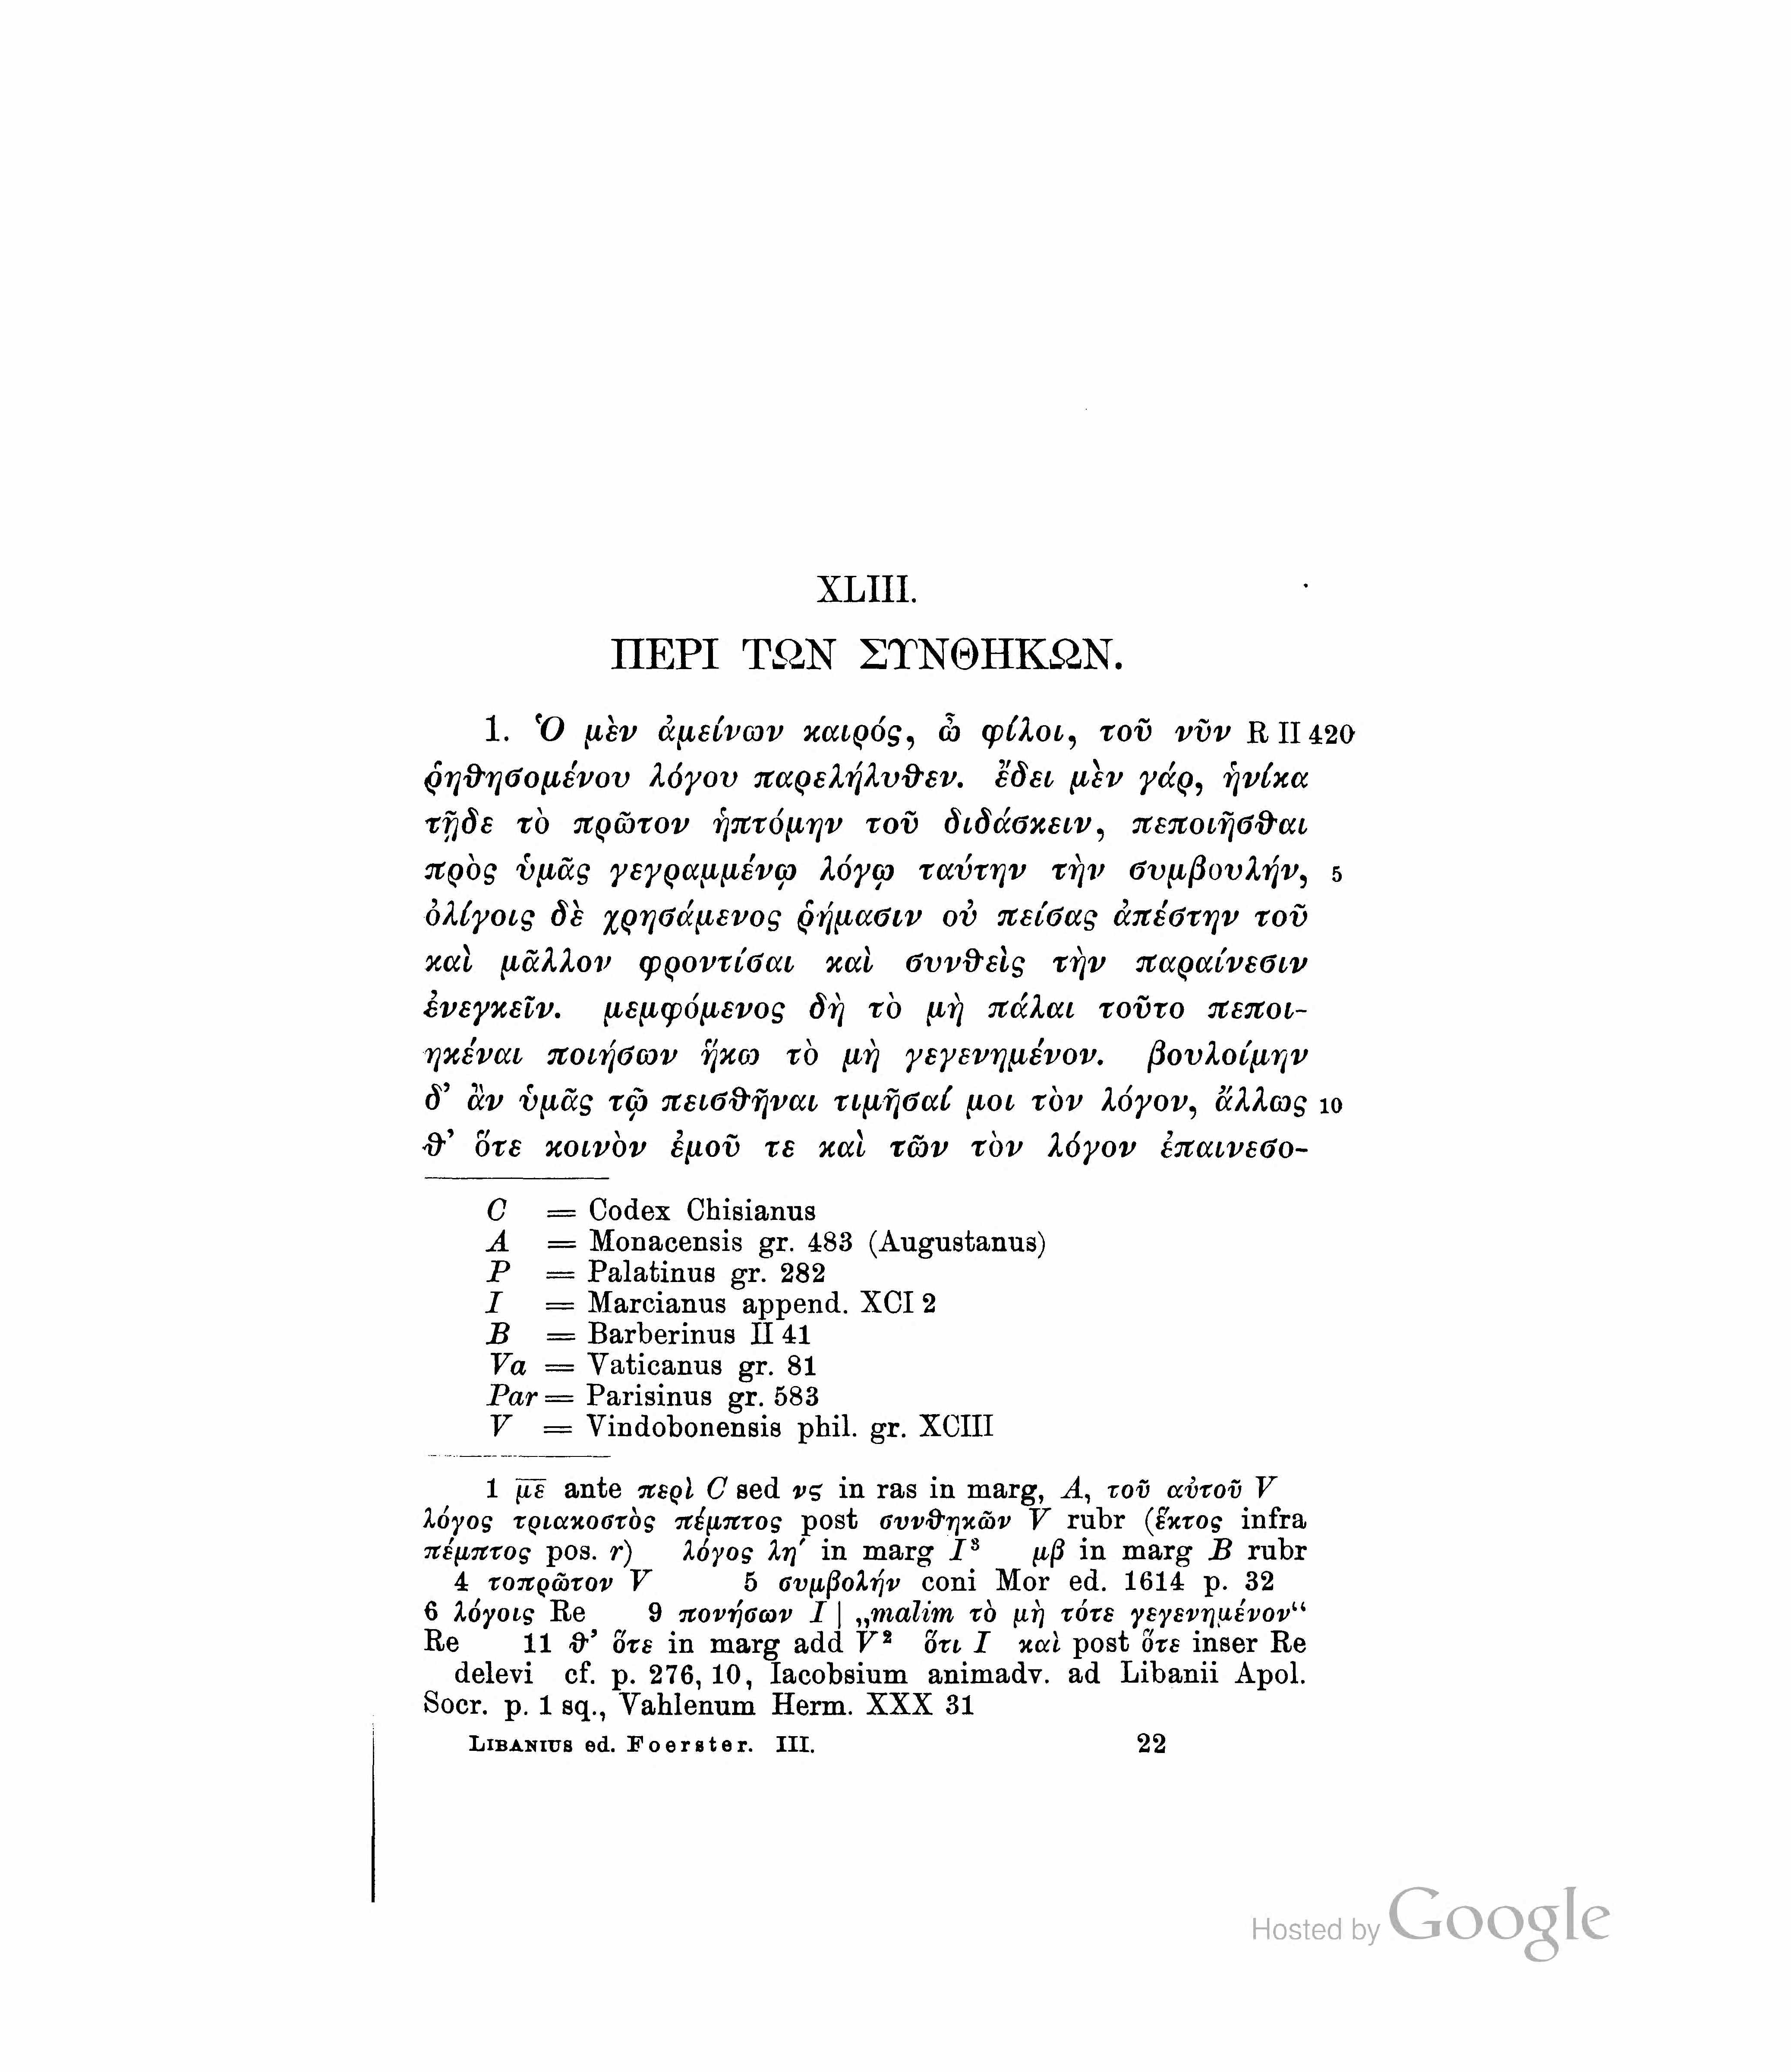 XLIII.
ΠΕΡΙ ΤΩΝ ΣΥΝΘΗΚΩΝ.
1. Ὁ μὲν ἀμείνων καιρός, ὦ φίλοι, τοῦ νῦν R II 420
ῥηθησομένου λόγου παρελήλυθεν. ἔδει μὲν γάρ, ἡνίκα
τῇδε τὸ πρῶτον ἡπτόμην τοῦ διδάσκειν, πεποιῆσθαι
πρὸς ὑμᾶς γεγραμμένῳ λόγῳ ταύτην τὴν συμβουλήν, 5
ὀλίγοις δὲ χρησάμενος ῥήμασιν οὐ πείσας ἀπέστην τοῦ
καὶ μᾶλλον φροντίσαι καὶ συνθεὶς τὴν παραίνεσιν
ἐνεγκεῖν. μεμφόμενος δὴ τὸ μὴ πάλαι τοῦτο πεποι-
ηκέναι ποιήσων ἥκω τὸ μὴ γεγενημένον. βουλοίμην
δ’ ἂν ὑμᾶς τῷ πεισθῆναι τιμῆσαί μοι τὸν λόγον, ἄλλως 10
θ’ ὅτε κοινὸν ἐμοῦ τε καὶ τῶν τὸν λόγον ἐπαινεσο-
C = Codex Chisianus
A = Monacensis gr. 483 (Augustanus)
P = Palatinus gr. 282
I = Marcianus append. XCI 2
B = Barberinus II 41
Va = Vaticanus gr. 81
Par = Parisinus gr. 583
V = Vindobonensis phil. gr. XCIII
1 με ante περὶ C sed νς in ras in marg, A, τοῦ αὐτοῦ V
λόγος τριακοστὸς πέμπτος post συνθηκῶν V rubr (ἕκτος infra
πέμπτος pos. r) λόγος λη′ in marg I³ μβ in marg B rubr
4 τοπρῶτον V 5 συμβολήν coni Mor ed. 1614 p. 32
6 λόγοις Re 9 πονήσων I | „malim τὸ μὴ τότε γεγενημένον“
Re 11 θ’ ὅτε in marg add V² ὅτι I καὶ post ὅτε inser Re
delevi cf. p. 276, 10, Iacobsium animadv. ad Libanii Apol.
Socr. p. 1 sq., Vahlenum Herm. XXX 31
LIBANIUS ed. Foerster. III. 22
Hosted by Google